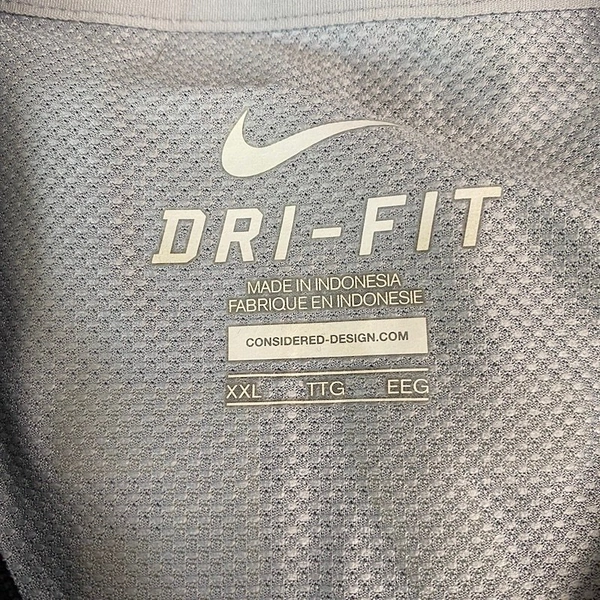 DRI-FIT
MADE IN INDONESIA
FABRIQUE EN INDONESIE
CONSIDERED-DESIGN.COM
XXL TTG EEG